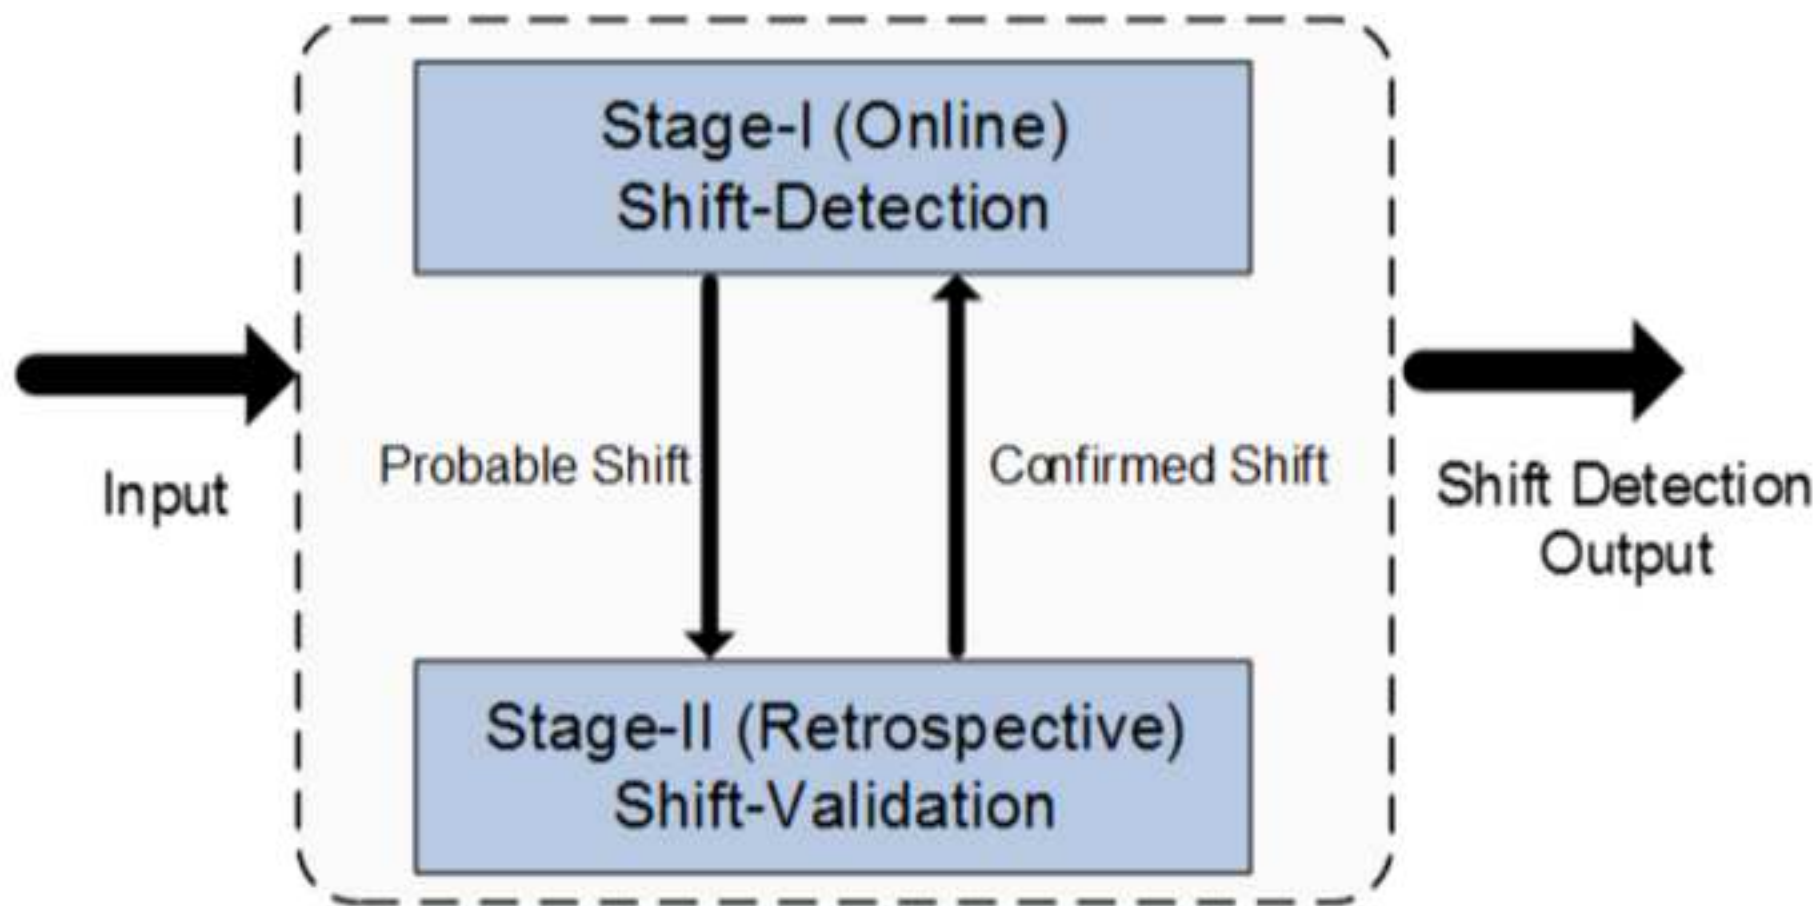 Stage-I (Online)
Shift-Detection
Probable Shift
Confirmed Shift
Input
Shift Detection
Output
Stage-II (Retrospective)
Shift-Validation